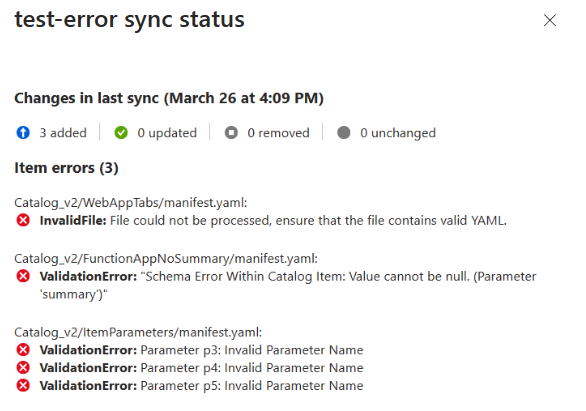 test-error sync status
Changes in last sync (March 26 at 4:09 PM)
3 added 0 updated 0 removed 0 unchanged
Item errors (3)
Catalog_v2/WebAppTabs/manifest.yaml:
InvalidFile: File could not be processed, ensure that the file contains valid YAML.
Catalog_v2/FunctionAppNoSummary/manifest.yaml:
ValidationError: "Schema Error Within Catalog Item: Value cannot be null. (Parameter
'summary')"
Catalog_v2/ItemParameters/manifest.yaml:
ValidationError: Parameter p3: Invalid Parameter Name
ValidationError: Parameter p4: Invalid Parameter Name
ValidationError: Parameter p5: Invalid Parameter Name